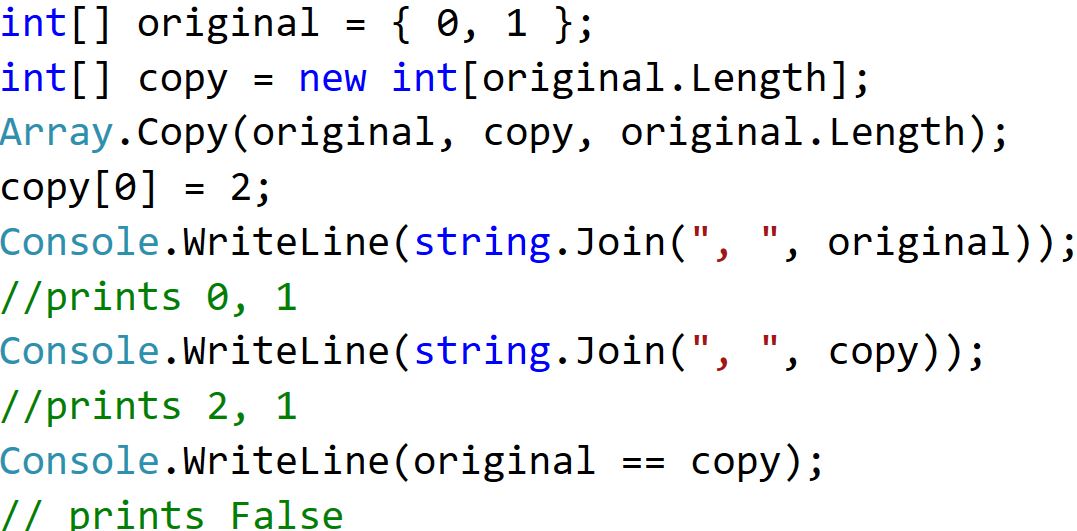 int[] original = { 0, 1 };
int[] copy = new int[original.Length];
Array.Copy(original, copy, original.Length);
copy[0] = 2;
Console.WriteLine(string.Join(", ", original));
//prints 0, 1
Console.WriteLine(string.Join(", ", copy));
//prints 2, 1
Console.WriteLine(original == copy);
// prints False